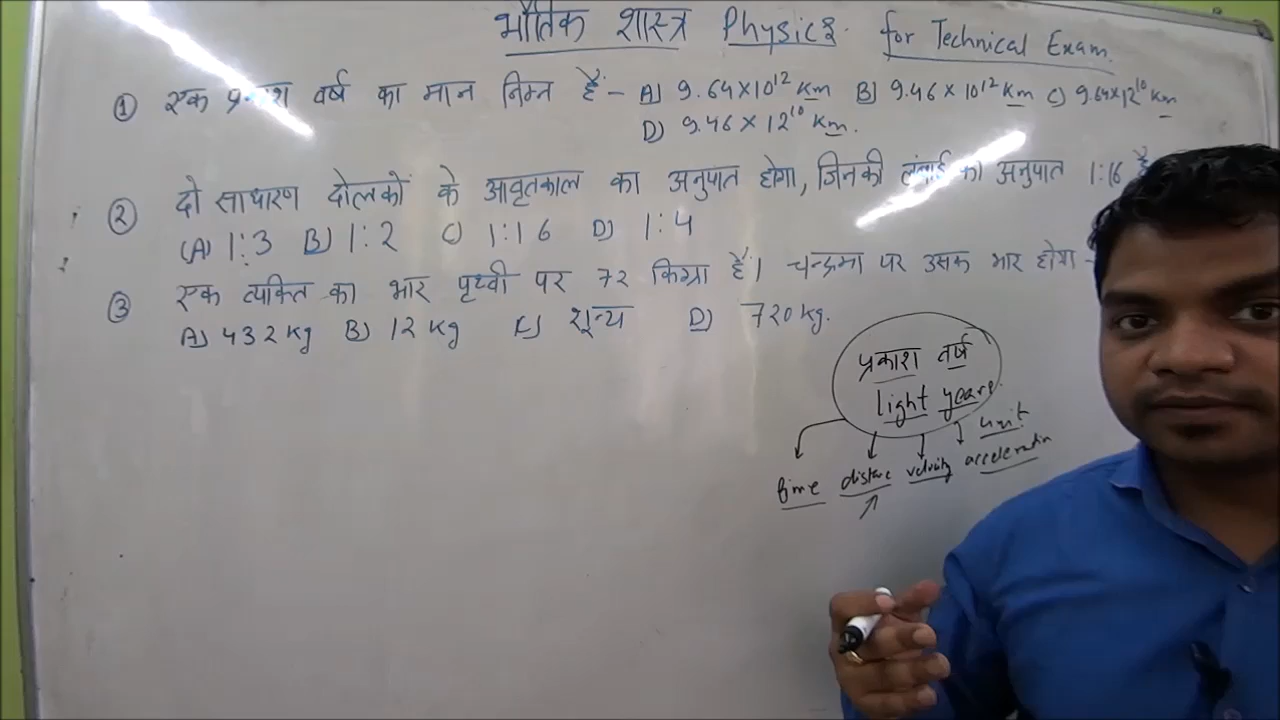 भौतिक शास्त्र Physics. for Technical Exam.
① एक प्रकाश वर्ष का मान निम्न है:- A) 9.64×10¹² Km B) 9.46×10¹² Km C) 9.64×12¹⁰ Km
D) 9.46×12¹⁰ Km.
② दो साधारण दोलकों के आवृतकाल का अनुपात होगा, जिनकी लंबाई का अनुपात 1:16 है
(A) 1:3 B) 1:2 C) 1:16 D) 1:4
③ एक व्यक्ति का भार पृथ्वी पर 72 किग्रा है। चन्द्रमा पर उसक भार होगा -
A) 432 kg B) 12 kg C) शून्य D) 720 kg.
प्रकाश वर्ष
light years.
unit
time distance velocity acceleration